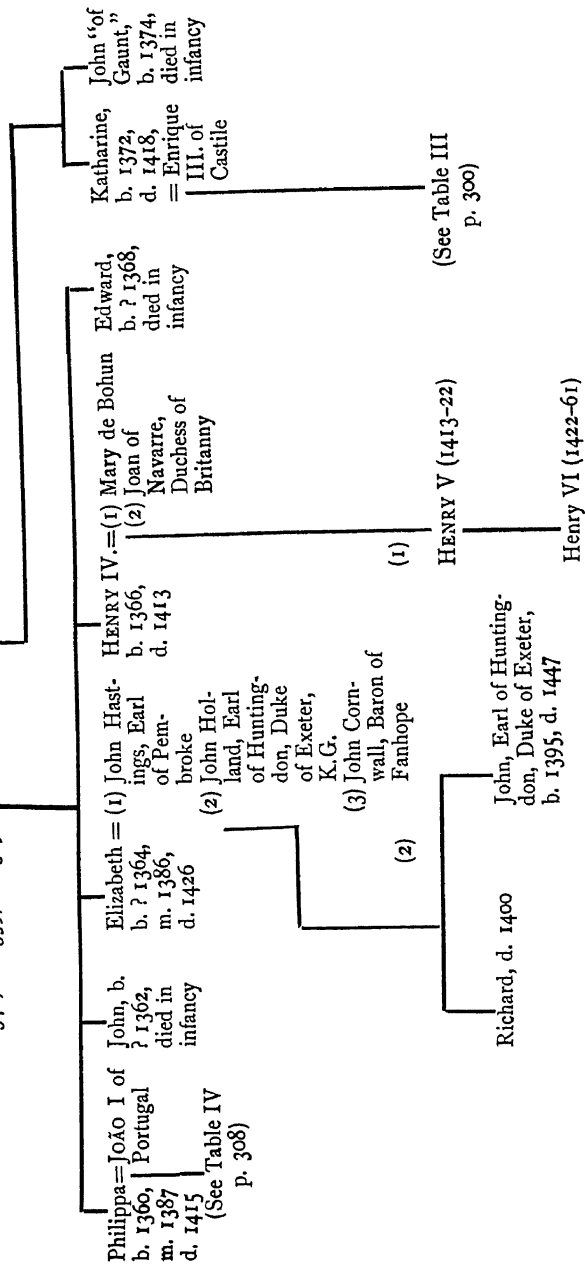 Philippa=JOÃO I of
Portugal
b. 1360,
m. 1387
d. 1415
(See Table IV
p. 308)
John, b.
? 1362,
died in
infancy
Elizabeth = (1) John Hast-
ings, Earl
of Pem-
broke
b. ? 1364,
m. 1386,
d. 1426
(2) John Hol-
land, Earl
of Hunting-
don, Duke
of Exeter,
K.G.
(3) John Corn-
wall, Baron of
Fanhope
(2)
Richard, d. 1400
John, Earl of Hunting-
don, Duke of Exeter,
b. 1395, d. 1447
HENRY IV.=(1) Mary de Bohun
b. 1366,
d. 1413
(2) Joan of
Navarre,
Duchess of
Britanny
(1)
HENRY V (1413–22)
Henry VI (1422–61)
Edward,
b. ? 1368,
died in
infancy
Katharine,
b. 1372,
d. 1418,
= Enrique
III. of
Castile
(See Table III
p. 300)
John “of
Gaunt,”
b. 1374,
died in
infancy